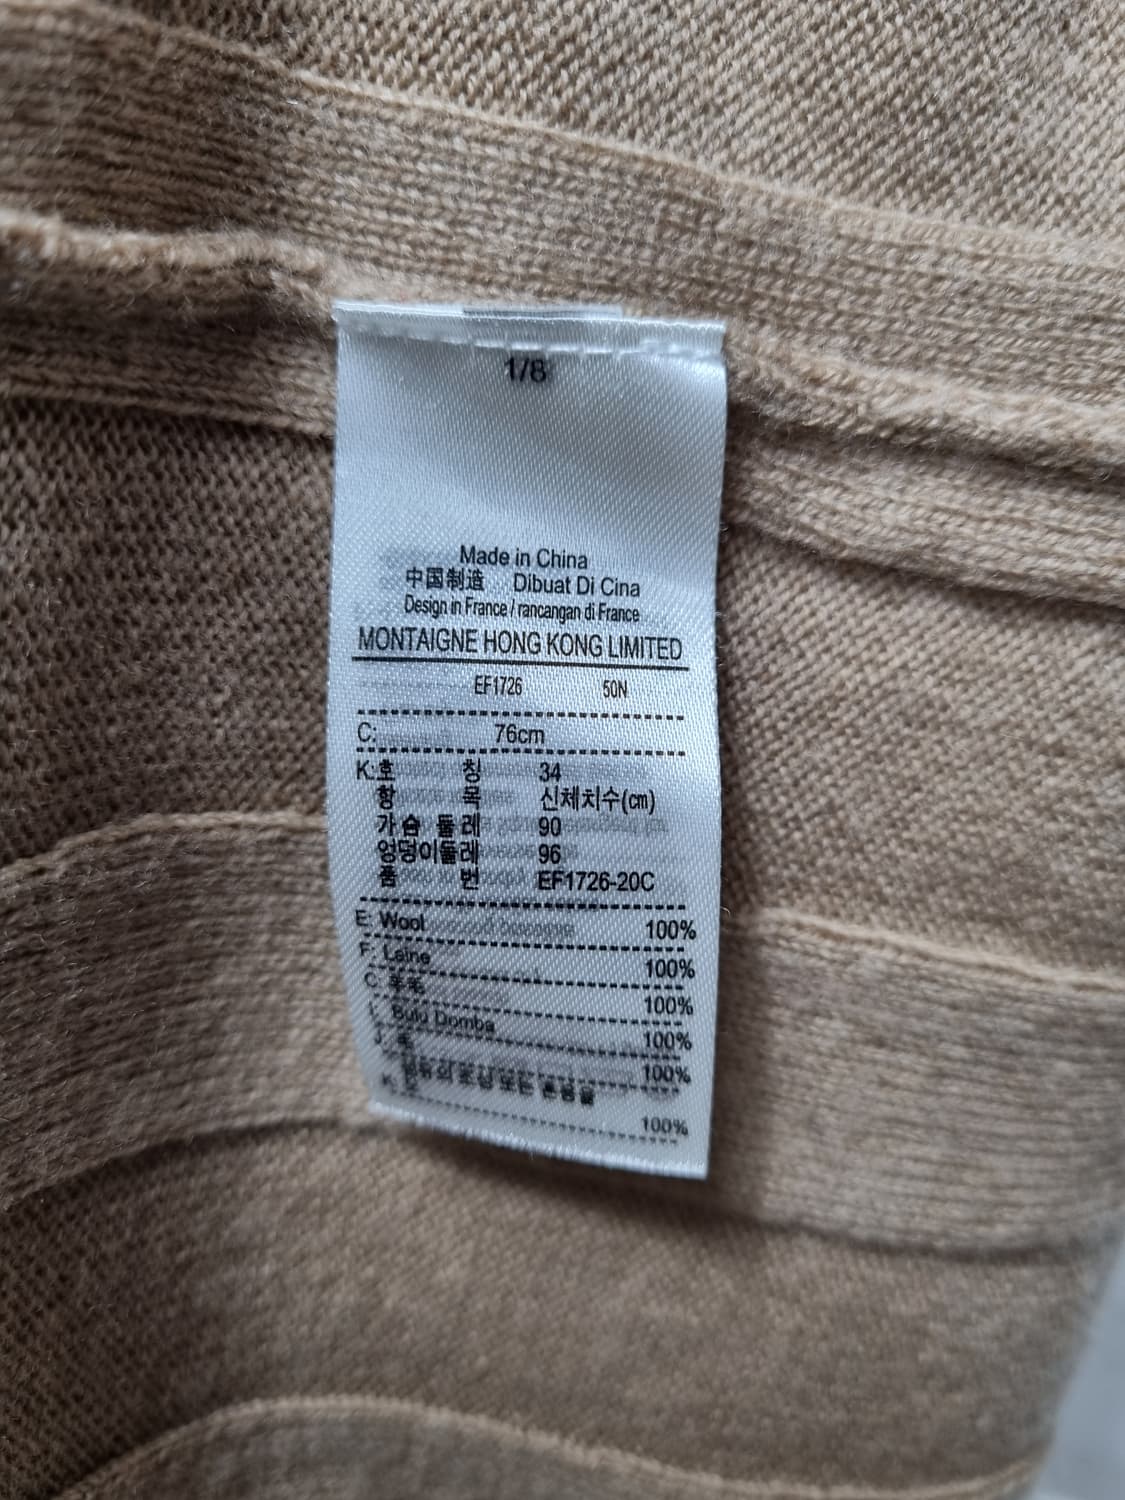 1/8
Made in China
中国制造 Dibuat Di Cina
Design in France / rancangan di France
MONTAIGNE HONG KONG LIMITED
EF1726 50N
C: 76cm
K: 호 칭 34
항 목 신체치수(cm)
가슴 둘레 90
엉덩이둘레 96
품 번 EF1726-20C
E: Wool 100%
F: Laine 100%
C: 羊毛 100%
Bulu Domba 100%
100%
100%